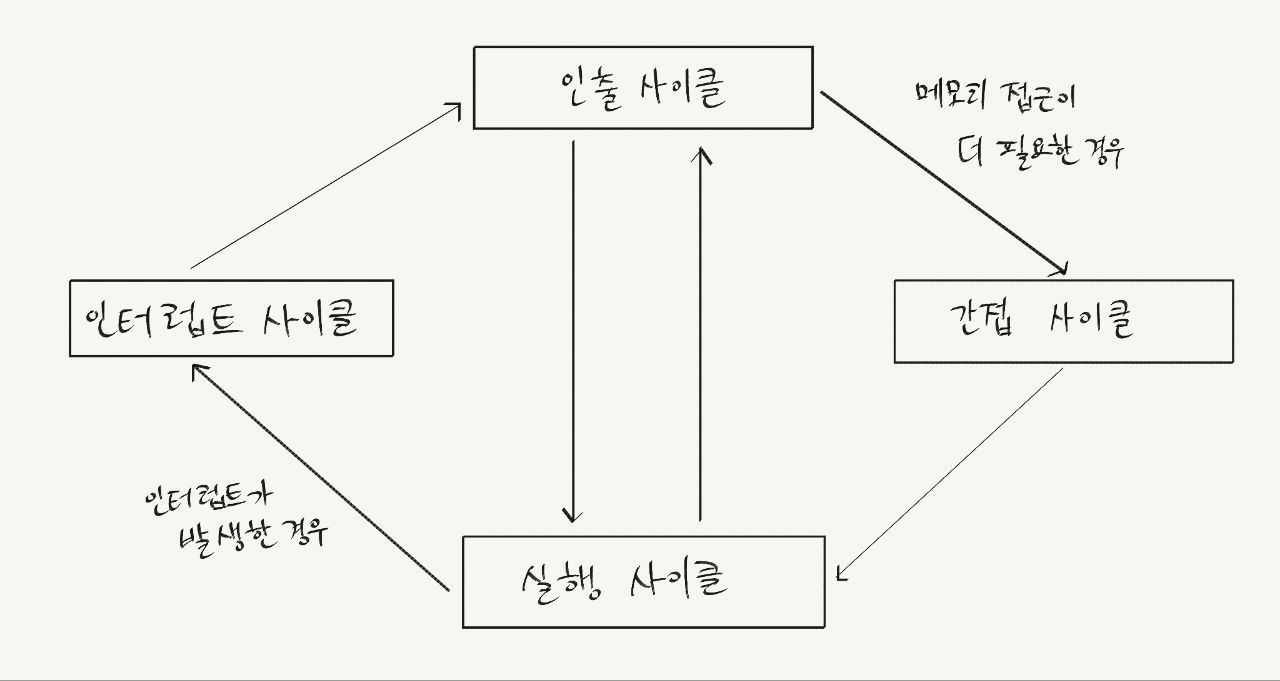 인출 사이클
메모리 접근이
더 필요한 경우
인터럽트 사이클
간접 사이클
인터럽트가
발생한 경우
실행 사이클